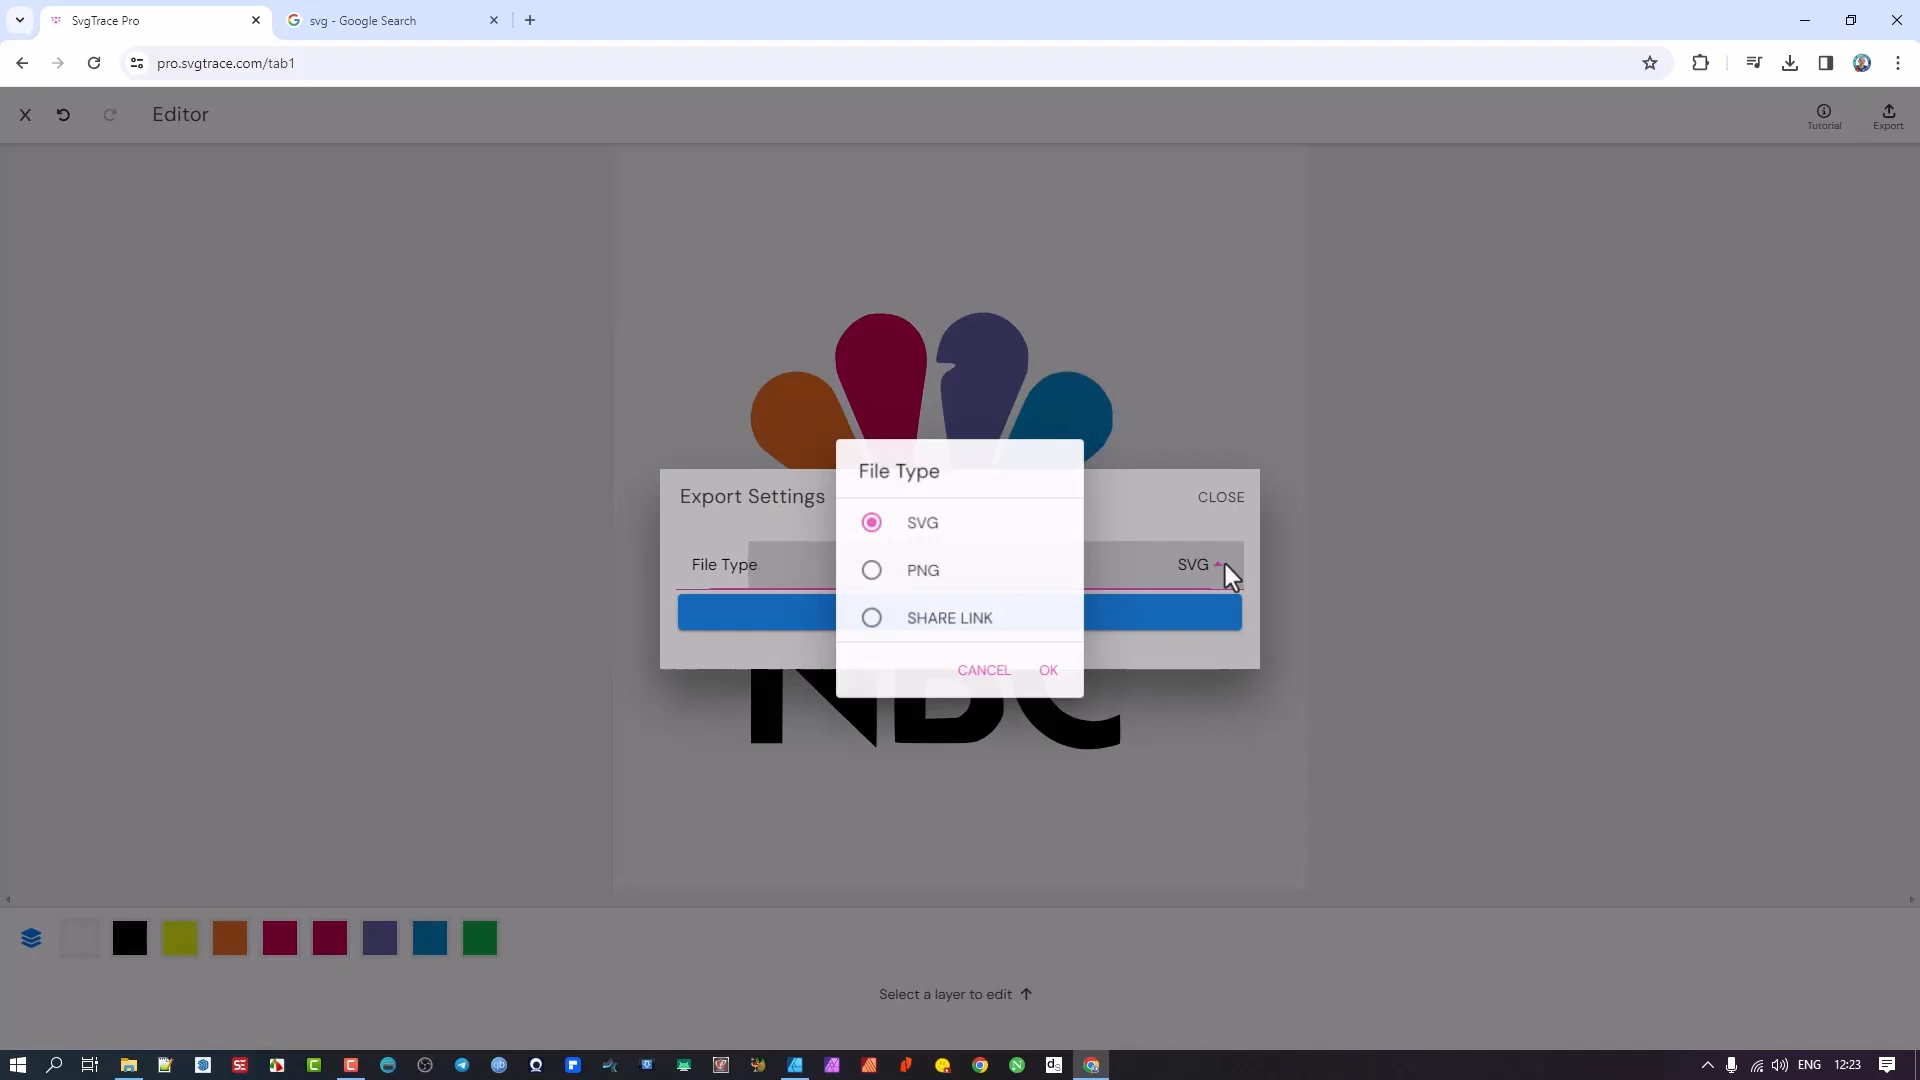 SvgTrace Pro
svg - Google Search
pro.svgtrace.com/tab1
Editor
Tutorial
Export
File Type
Export Settings
CLOSE
SVG
File Type
SVG
PNG
SHARE LINK
CANCEL
OK
NBC
Select a layer to edit
ENG
12:23